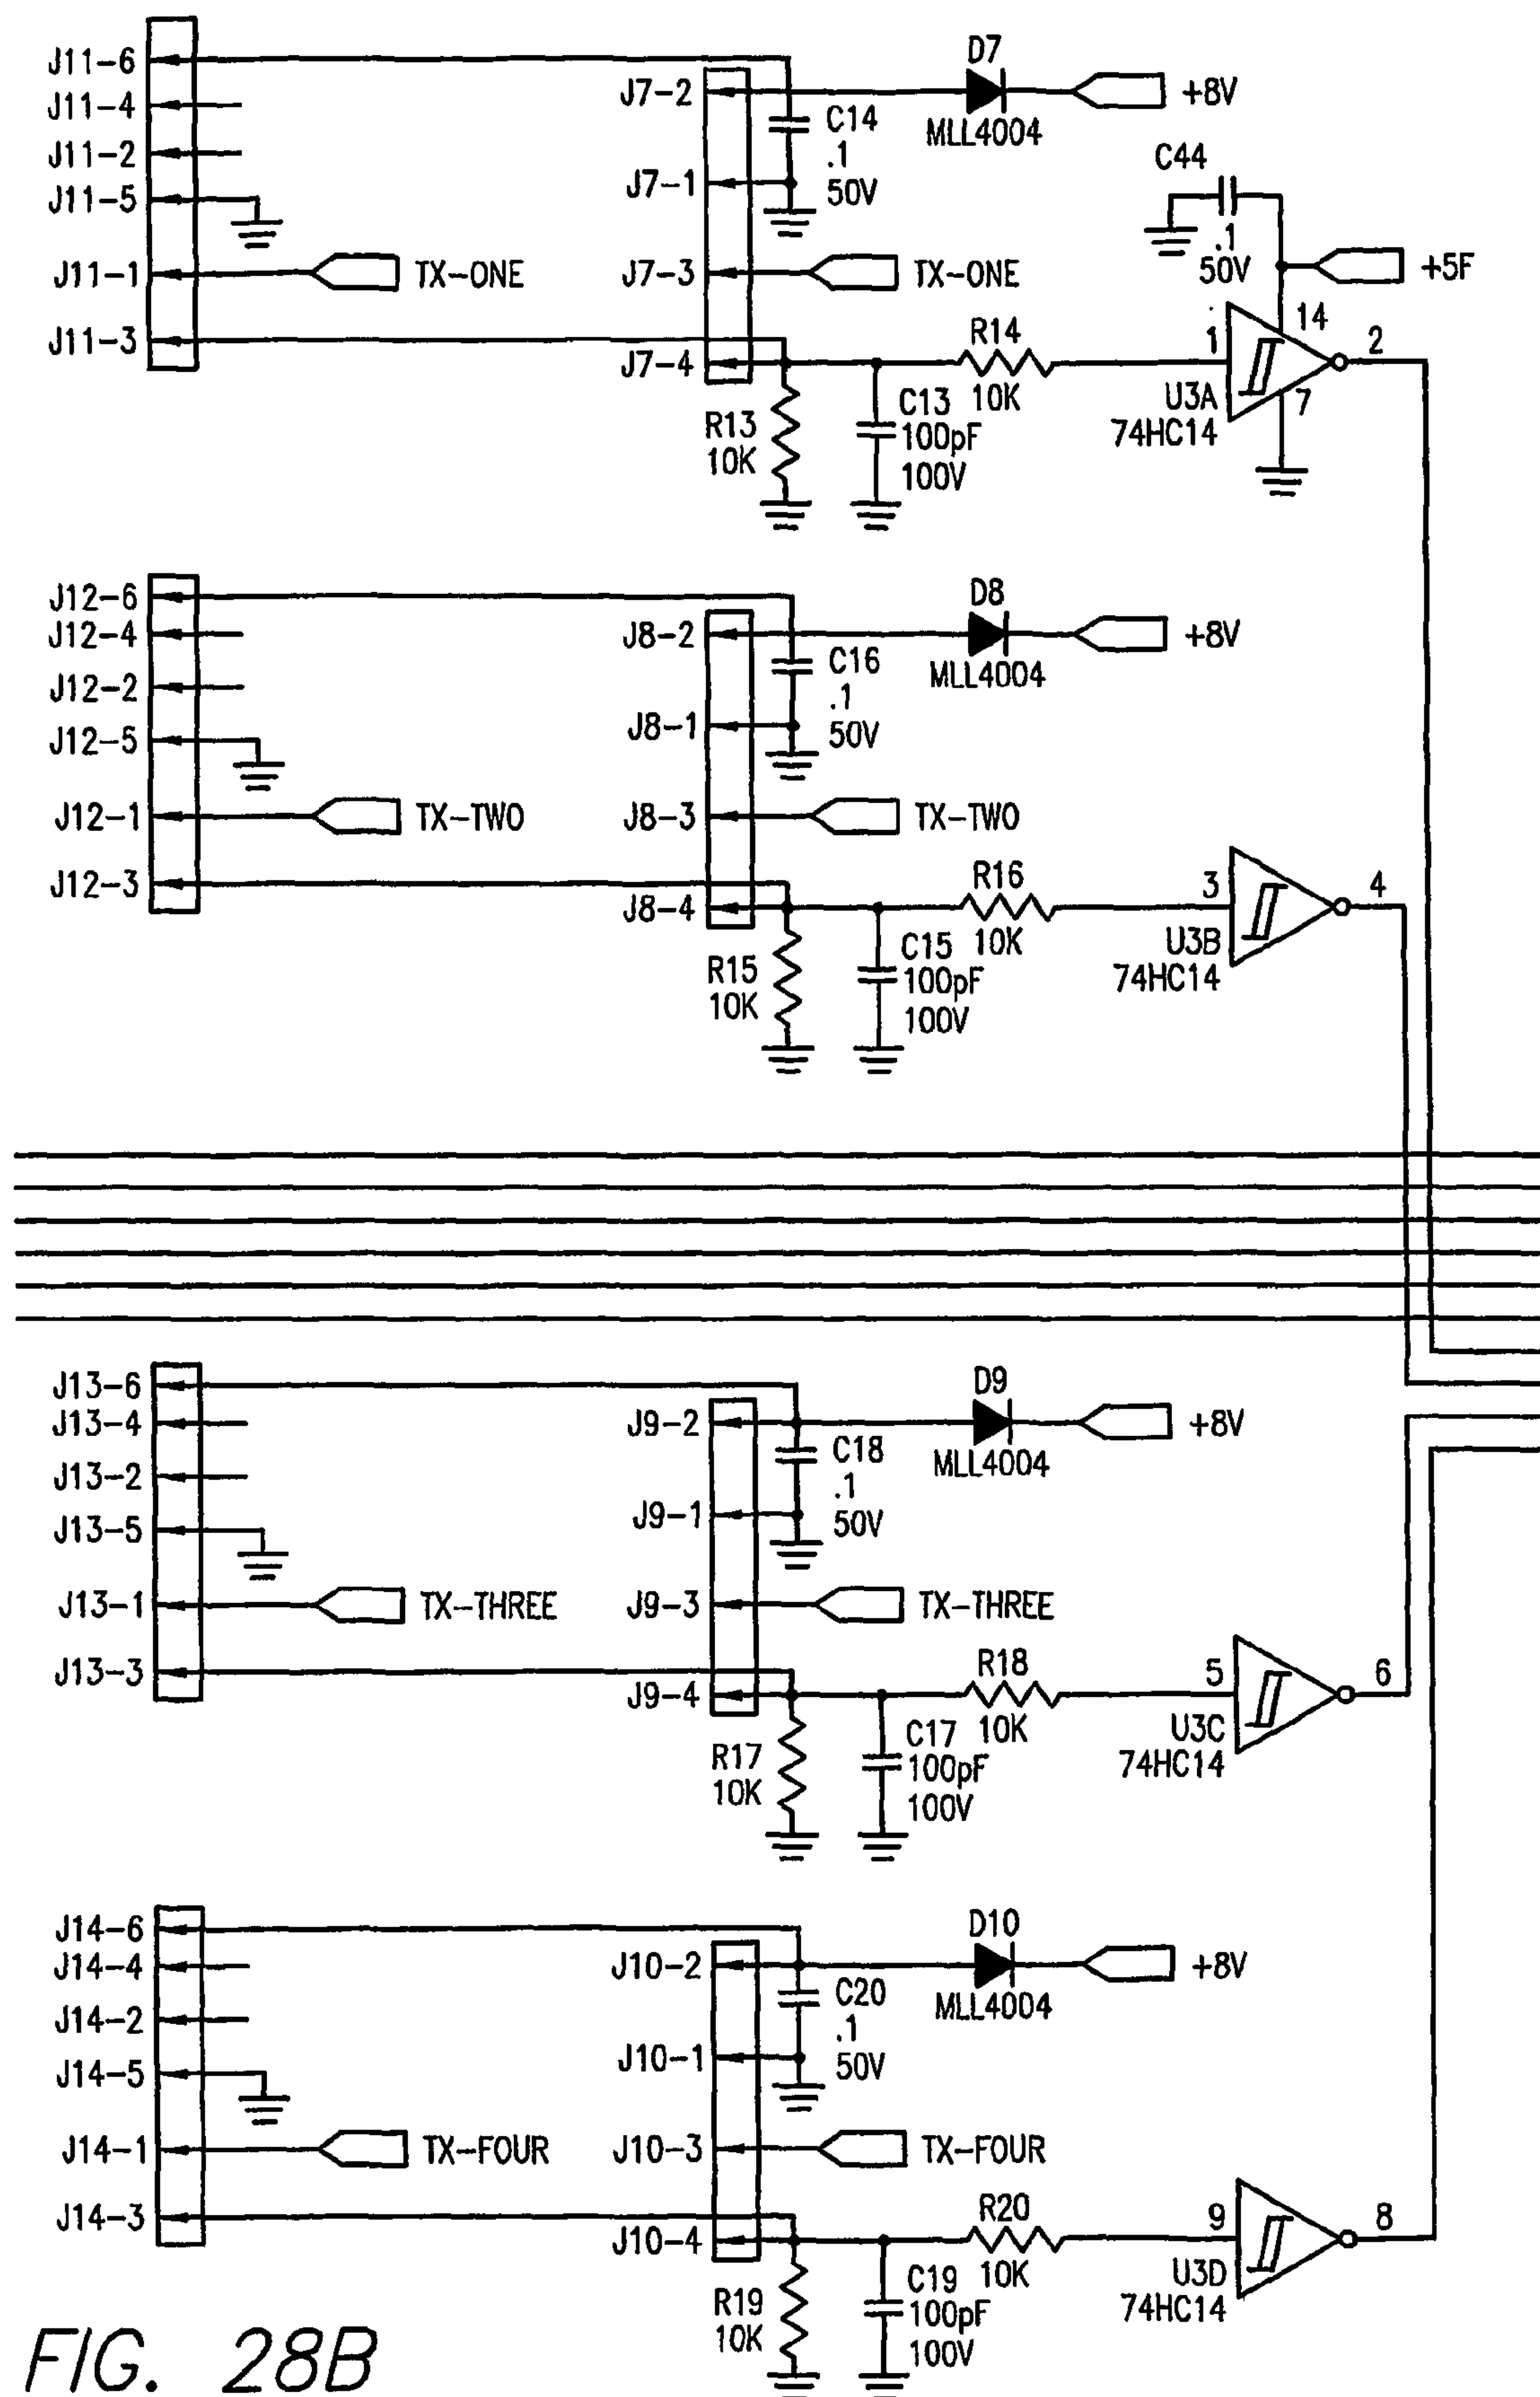 J11-6
J11-4
J11-2
J11-5
J11-1
TX-ONE
J11-3
J7-2
D7
MLL4004
+8V
C14
.1
50V
J7-1
J7-3
TX-ONE
J7-4
C44
.1
50V
+5F
R14
10K
R13
10K
C13
100pF
100V
1
14
2
7
U3A
74HC14
J12-6
J12-4
J12-2
J12-5
J12-1
TX-TWO
J12-3
J8-2
D8
MLL4004
+8V
C16
.1
50V
J8-1
J8-3
TX-TWO
J8-4
R16
10K
R15
10K
C15
100pF
100V
3
4
U3B
74HC14
J13-6
J13-4
J13-2
J13-5
J13-1
TX-THREE
J13-3
J9-2
D9
MLL4004
+8V
C18
.1
50V
J9-1
J9-3
TX-THREE
J9-4
R18
10K
R17
10K
C17
100pF
100V
5
6
U3C
74HC14
J14-6
J14-4
J14-2
J14-5
J14-1
TX-FOUR
J14-3
J10-2
D10
MLL4004
+8V
C20
.1
50V
J10-1
J10-3
TX-FOUR
J10-4
R20
10K
R19
10K
C19
100pF
100V
9
8
U3D
74HC14
FIG. 28B